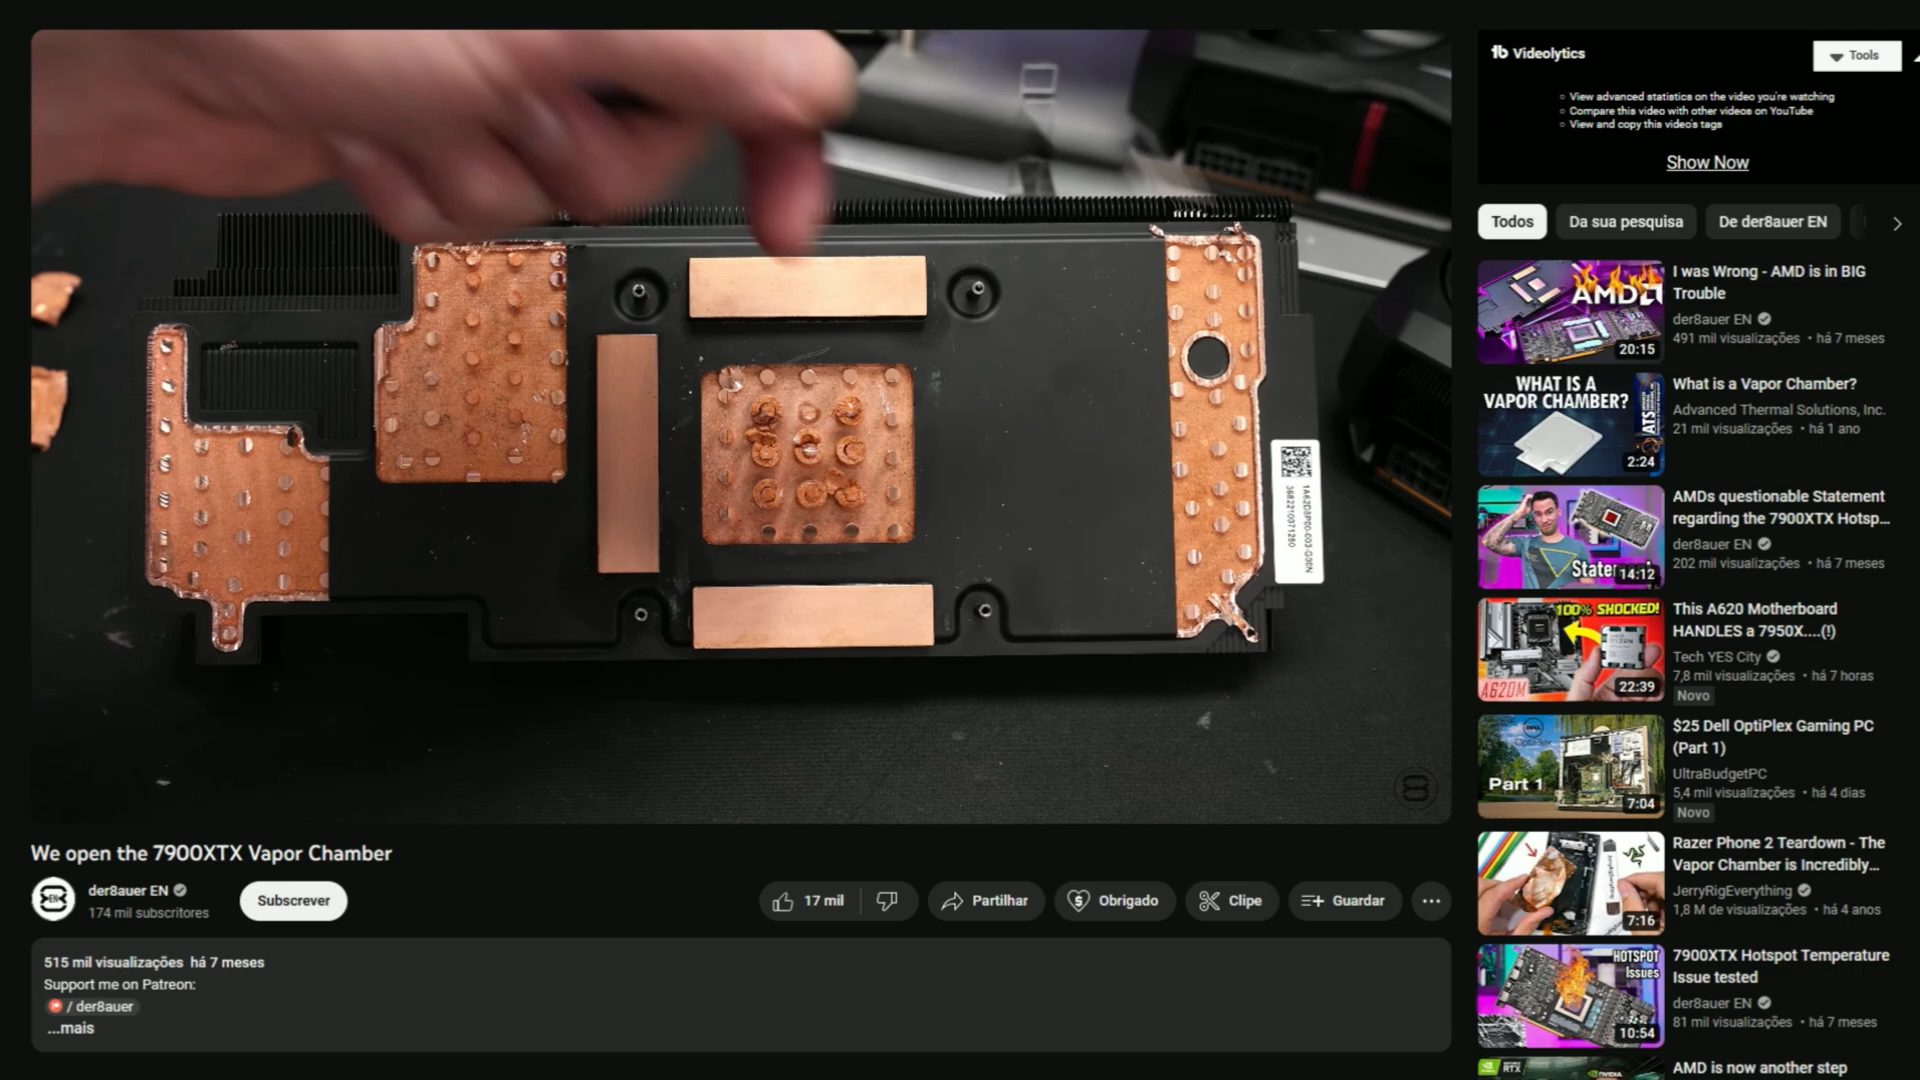 1A62D8P00-003-G00N
We open the 7900XTX Vapor Chamber
EN
der8auer EN
174 mil subscritores
Subscrever
17 mil
Partilhar
Obrigado
Clipe
Guardar
515 mil visualizações há 7 meses
Support me on Patreon:
/ der8auer
...mais
Videolytics
Tools
View advanced statistics on the video you're watching
Compare this video with other videos on YouTube
View and copy this video's tags
Show Now
Todos
Da sua pesquisa
De der8auer EN
AMD
20:15
I was Wrong - AMD is in BIG
Trouble
der8auer EN
491 mil visualizações • há 7 meses
WHAT IS A
VAPOR CHAMBER?
ATS
2:24
What is a Vapor Chamber?
Advanced Thermal Solutions, Inc.
21 mil visualizações • há 1 ano
14:12
AMDs questionable Statement
regarding the 7900XTX Hotsp...
der8auer EN
202 mil visualizações • há 7 meses
100% SHOCKED!
A620M
22:39
This A620 Motherboard
HANDLES a 7950X....(!)
Tech YES City
7,8 mil visualizações • há 7 horas
Novo
Part 1
7:04
$25 Dell OptiPlex Gaming PC
(Part 1)
UltraBudgetPC
5,4 mil visualizações • há 4 dias
Novo
7:16
Razer Phone 2 Teardown - The
Vapor Chamber is Incredibly...
JerryRigEverything
1,8 M de visualizações • há 4 anos
HOTSPOT
Issues
10:54
7900XTX Hotspot Temperature
Issue tested
der8auer EN
81 mil visualizações • há 7 meses
RTX
NVIDIA
AMD is now another step